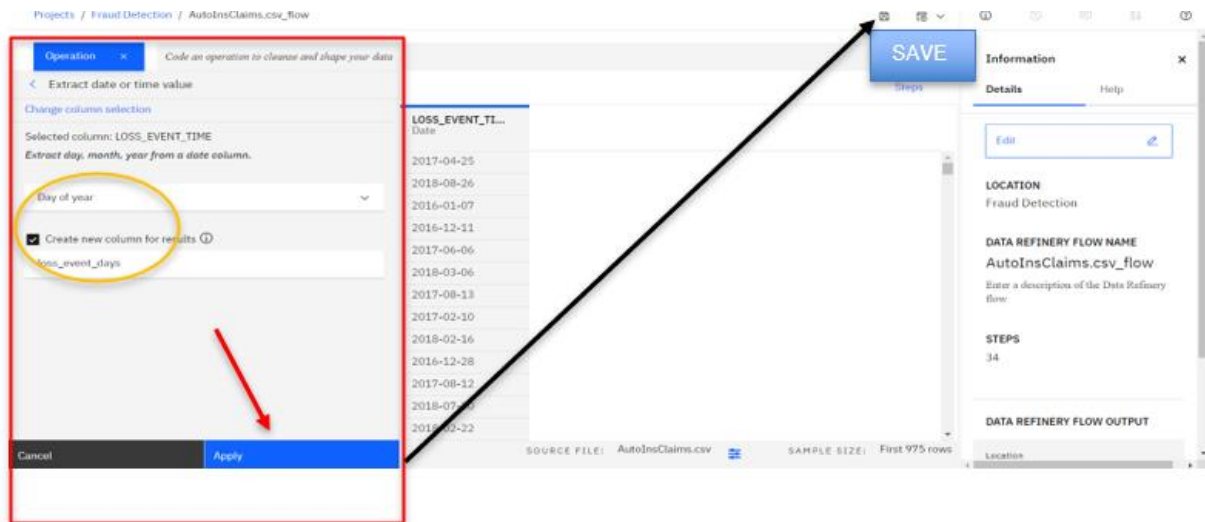 Projects / Fraud Detection / AutoInsClaims.csv_flow
SAVE
Operation ×
Code an operation to cleanse and shape your data
Extract date or time value
Change column selection
Selected column: LOSS_EVENT_TIME
Extract day, month, year from a date column.
Day of year
Create new column for results
loss_event_days
Cancel
Apply
Steps
LOSS_EVENT_TI...
Date
2017-04-25
2018-08-26
2016-01-07
2016-12-11
2017-06-06
2018-03-06
2017-08-13
2017-02-10
2018-02-16
2016-12-28
2017-08-12
2018-02-22
SOURCE FILE: AutoInsClaims.csv
SAMPLE SIZE: First 975 rows
Information
Details Help
Edit
LOCATION
Fraud Detection
DATA REFINERY FLOW NAME
AutoInsClaims.csv_flow
Enter a description of the Data Refinery
flow
STEPS
34
DATA REFINERY FLOW OUTPUT
Location